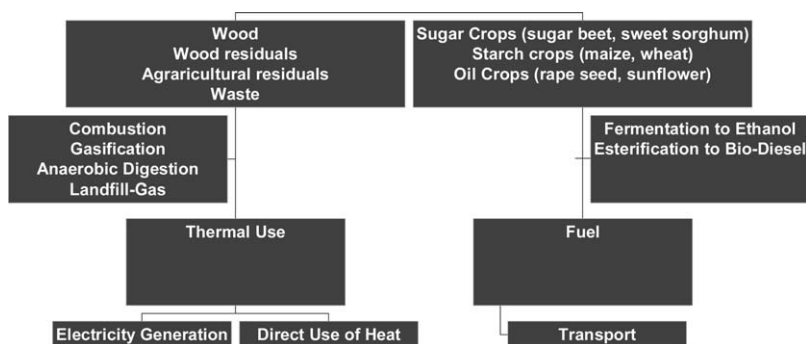 Wood
Wood residuals
Agraricultural residuals
Waste
Sugar Crops (sugar beet, sweet sorghum)
Starch crops (maize, wheat)
Oil Crops (rape seed, sunflower)
Combustion
Gasification
Anaerobic Digestion
Landfill-Gas
Fermentation to Ethanol
Esterification to Bio-Diesel
Thermal Use
Fuel
Electricity Generation
Direct Use of Heat
Transport